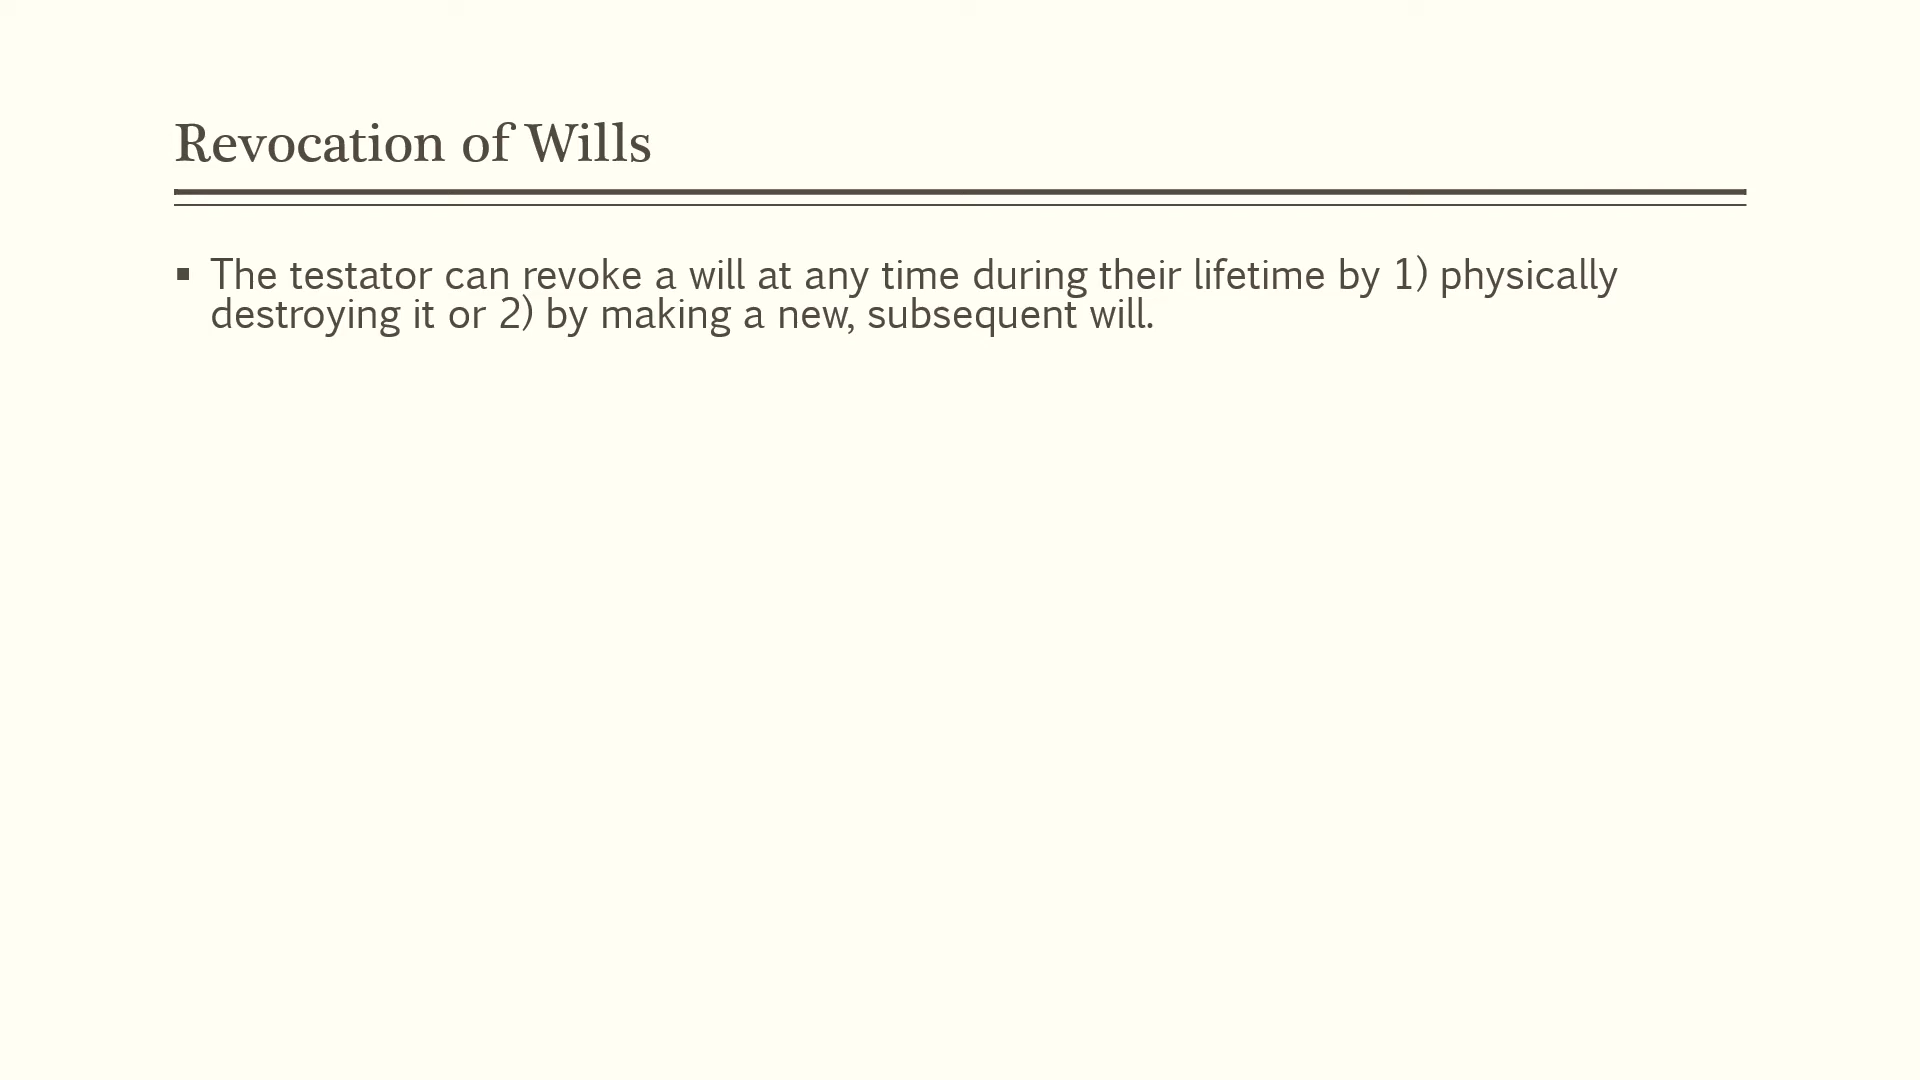 Revocation of Wills
▪ The testator can revoke a will at any time during their lifetime by 1) physically
destroying it or 2) by making a new, subsequent will.